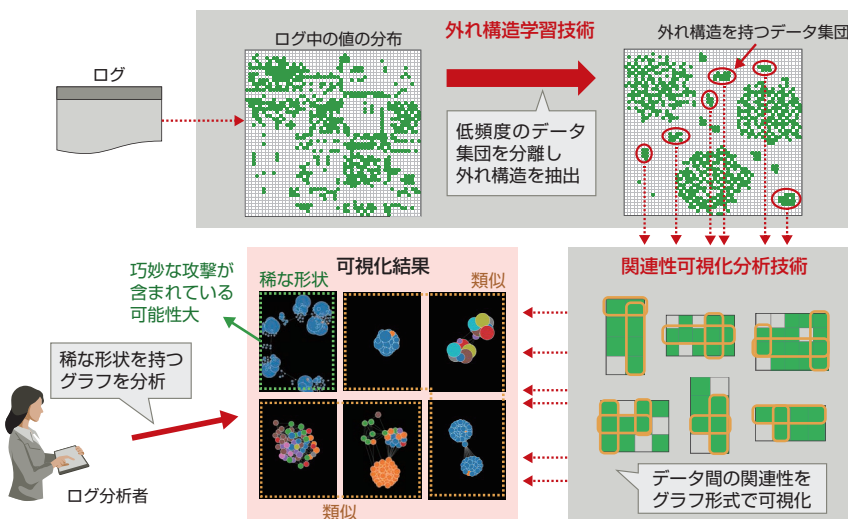 ログ
ログ中の値の分布
外れ構造学習技術
低頻度のデータ
集団を分離し
外れ構造を抽出
外れ構造を持つデータ集団
関連性可視化分析技術
データ間の関連性を
グラフ形式で可視化
可視化結果
稀な形状
類似
類似
巧妙な攻撃が
含まれている
可能性大
稀な形状を持つ
グラフを分析
ログ分析者